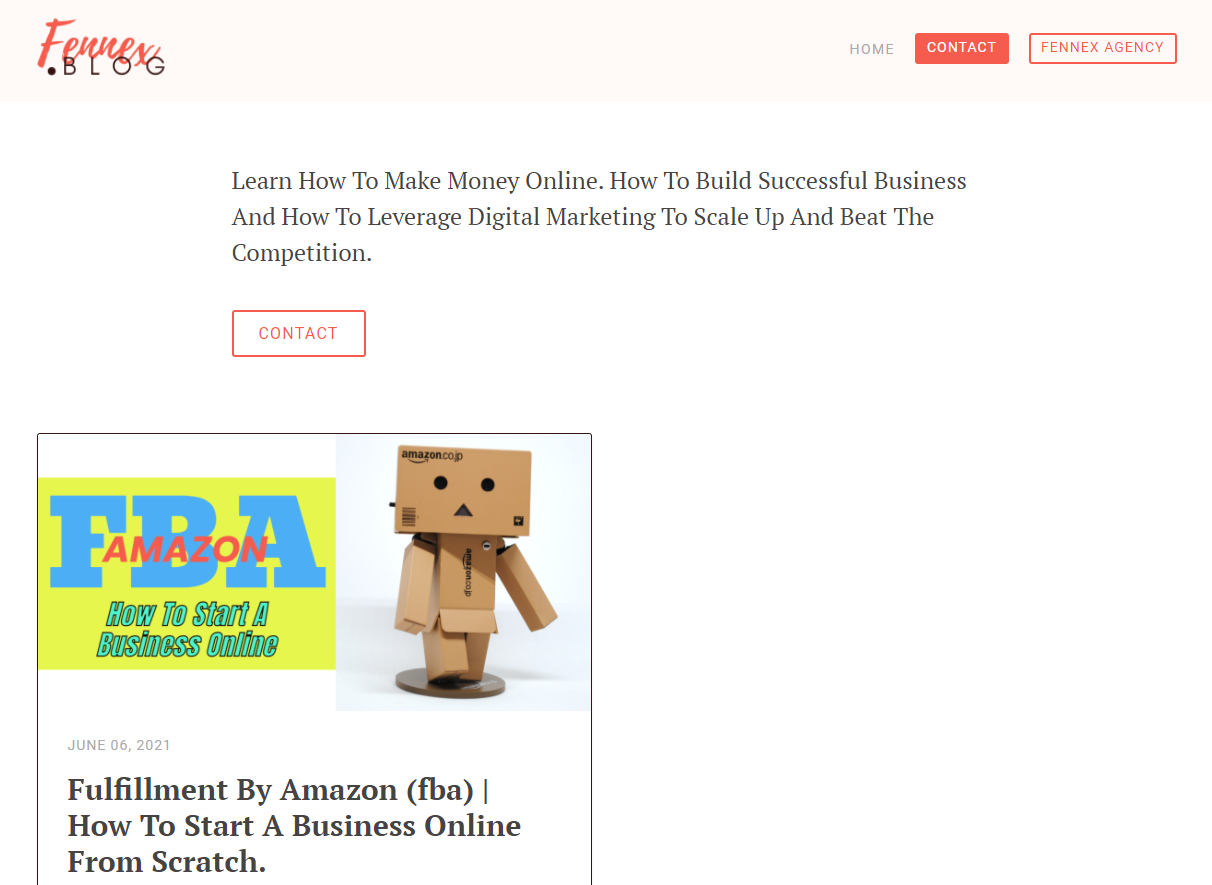 Fennex
.BLOG
HOME
CONTACT
FENNEX AGENCY
Learn How To Make Money Online. How To Build Successful Business
And How To Leverage Digital Marketing To Scale Up And Beat The
Competition.
CONTACT
FBA
AMAZON
How To Start A
Business Online
amazon.co.jp
amazon.co.jp
JUNE 06, 2021
Fulfillment By Amazon (fba) |
How To Start A Business Online
From Scratch.